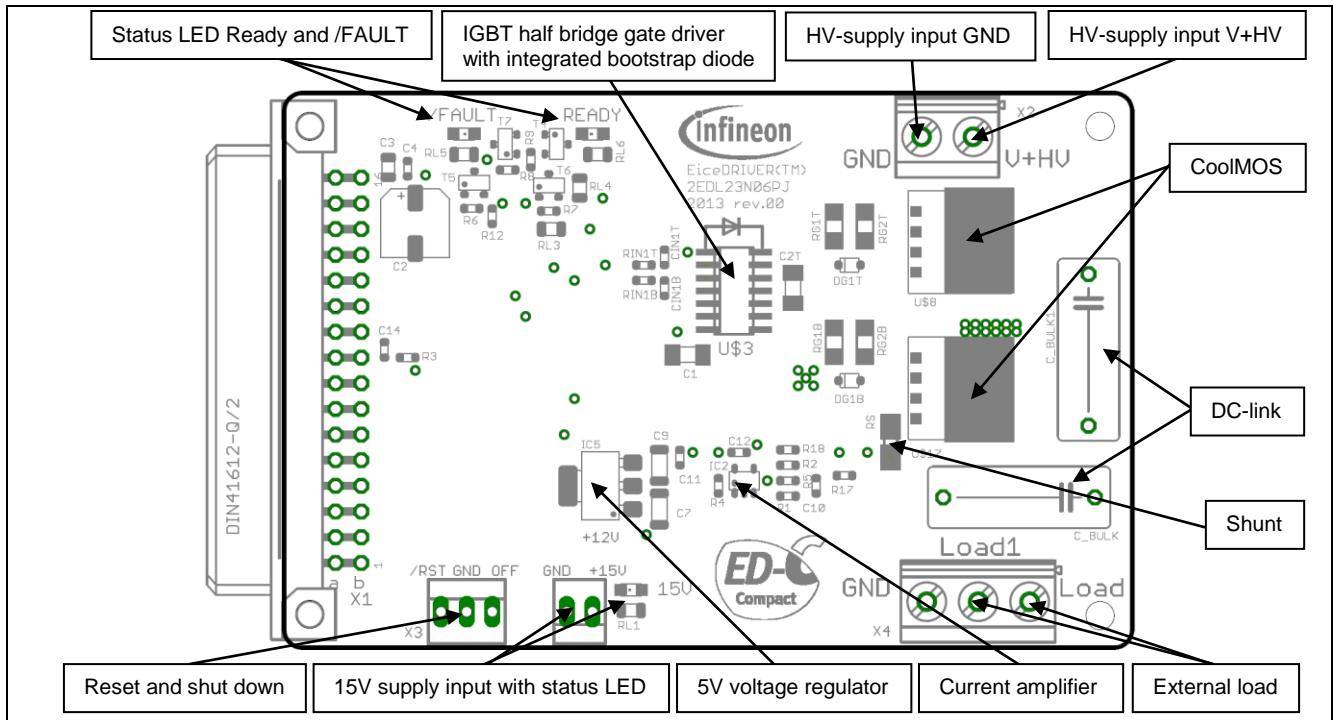 Status LED Ready and /FAULT
IGBT half bridge gate driver
with integrated bootstrap diode
HV-supply input GND
HV-supply input V+HV
/FAULT
T7
READY
X2
C3
C4
16
RL5
R9
RL6
T5
R8
T6
RL4
R6
R12
R7
RL3
C2
infineon
EiceDRIVER(TM)
2EDL23N06PJ
2013 rev.00
GND
V+HV
CoolMOS
RIN1T
CIN1T
RIN1B
CIN1B
C2T
RG1T
RG2T
DG1T
U$8
U$3
C1
RG1B
RG2B
DG1B
C_BULK1
C14
R3
DIN41612-Q/2
DC-link
RS
U$17
IC5
C9
C11
C7
+12V
C12
IC2
R4
R18
R2
R5
R1
C10
R17
C_BULK
Shunt
ED-C
Compact
Load1
GND
Load
X4
1
a b
X1
/RST GND OFF
X3
GND +15V
15V
RL1
Reset and shut down
15V supply input with status LED
5V voltage regulator
Current amplifier
External load